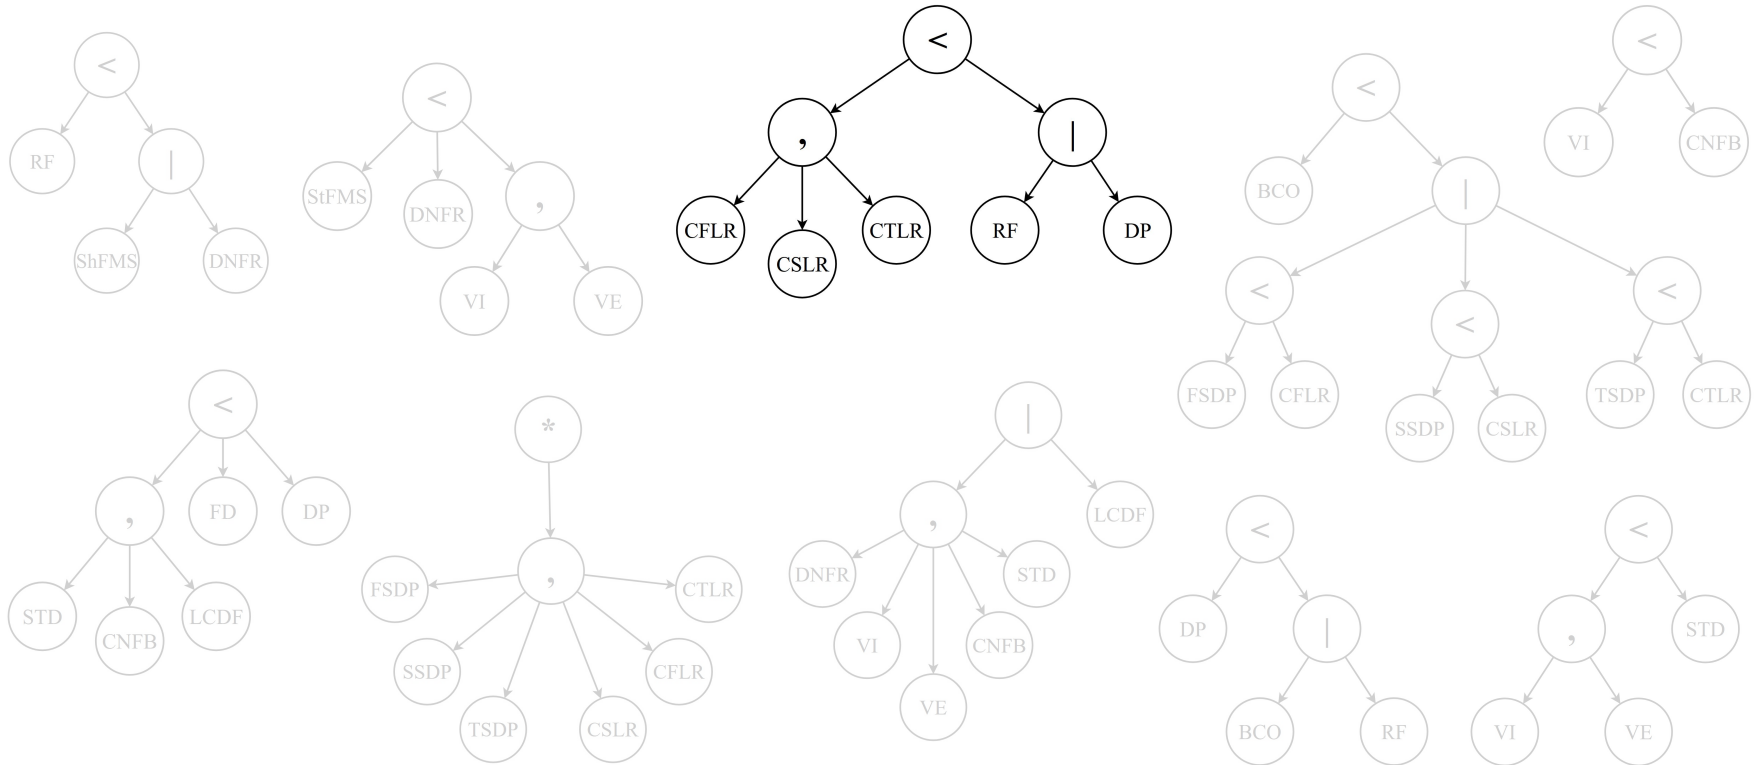 <
RF
|
ShFMS
DNFR
<
StFMS
DNFR
,
VI
VE
<
,
|
CFLR
CSLR
CTLR
RF
DP
<
BCO
|
<
<
<
FSDP
CFLR
SSDP
CSLR
TSDP
CTLR
<
VI
CNFB
<
,
FD
DP
STD
CNFB
LCDF
*
,
FSDP
SSDP
TSDP
CSLR
CFLR
CTLR
|
,
LCDF
DNFR
VI
VE
CNFB
STD
<
DP
|
BCO
RF
<
,
STD
VI
VE